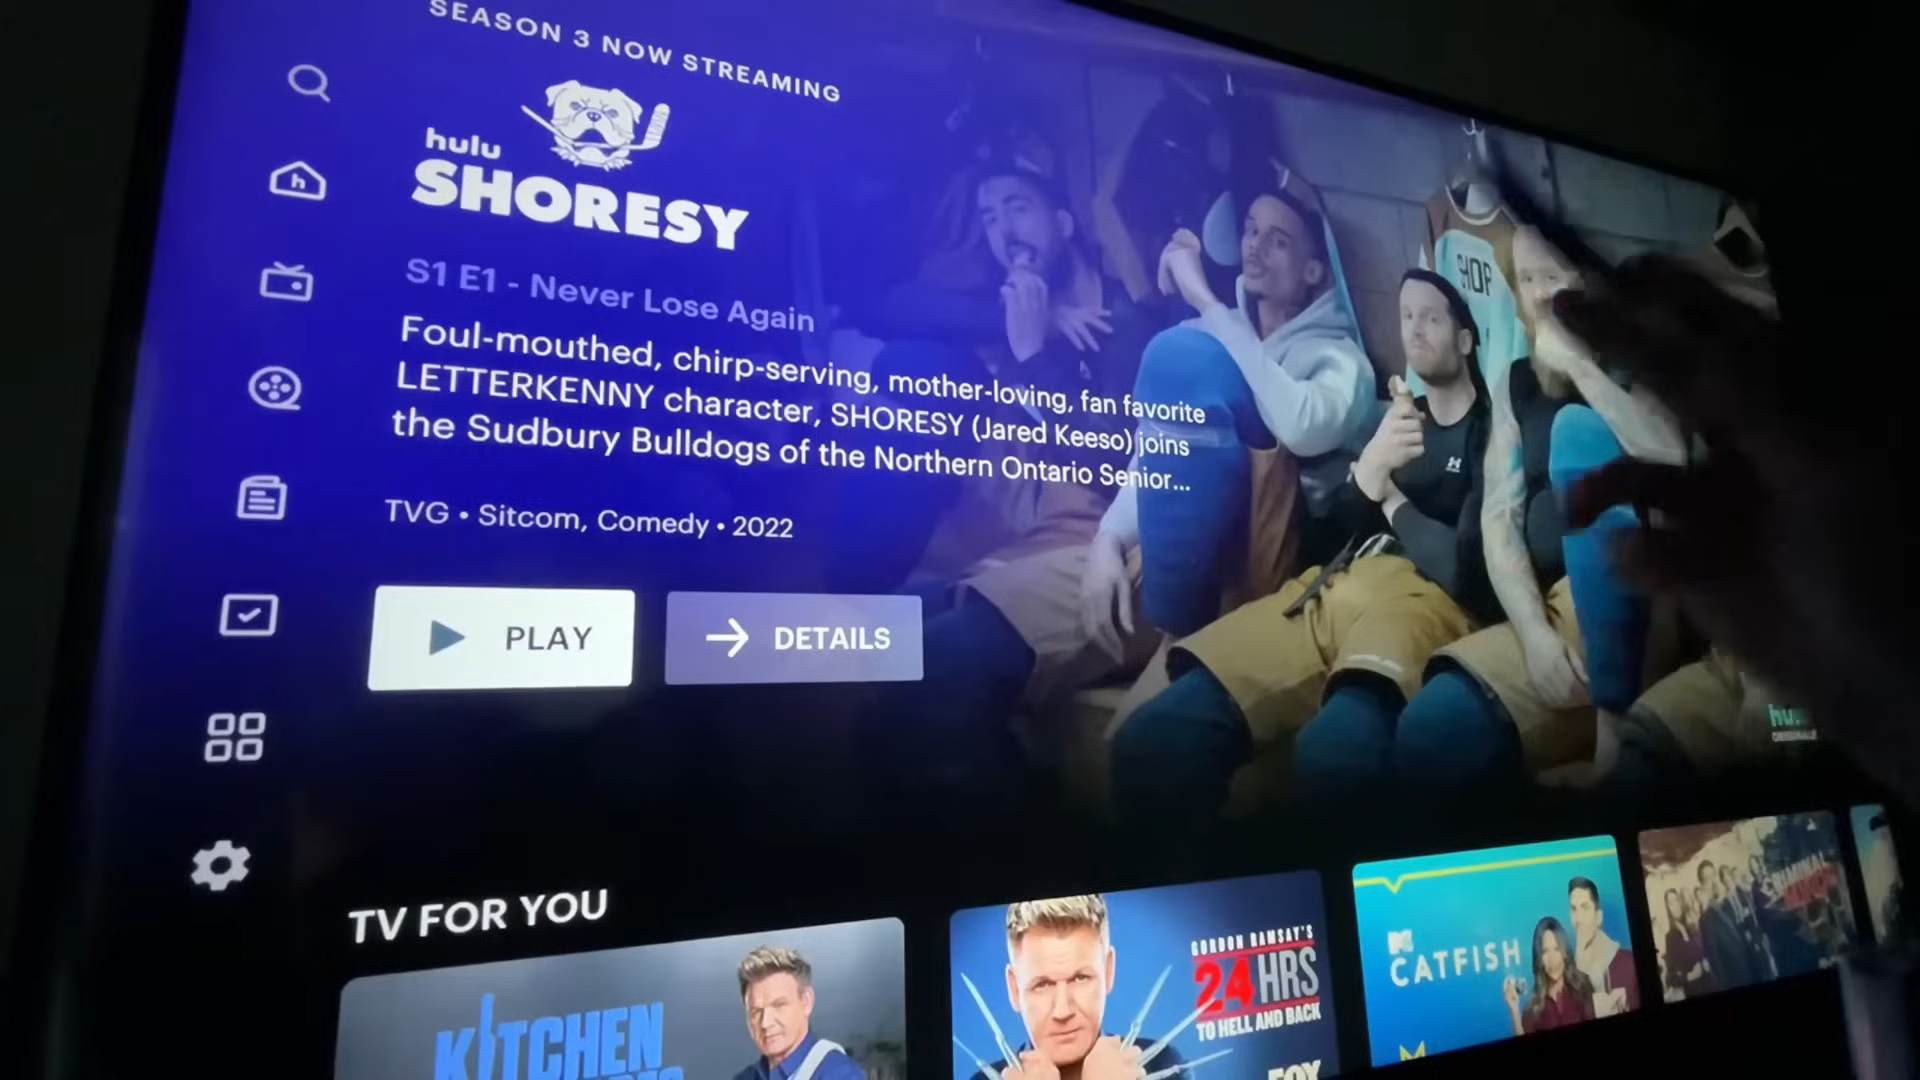 SEASON 3 NOW STREAMING
hulu
SHORESY
S1 E1 - Never Lose Again
Foul-mouthed, chirp-serving, mother-loving, fan favorite
LETTERKENNY character, SHORESY (Jared Keeso) joins
the Sudbury Bulldogs of the Northern Ontario Senior...
TVG • Sitcom, Comedy • 2022
PLAY
DETAILS
TV FOR YOU
KITCHEN
GORDON RAMSAY'S
24 HRS
TO HELL AND BACK
FOX
CATFISH